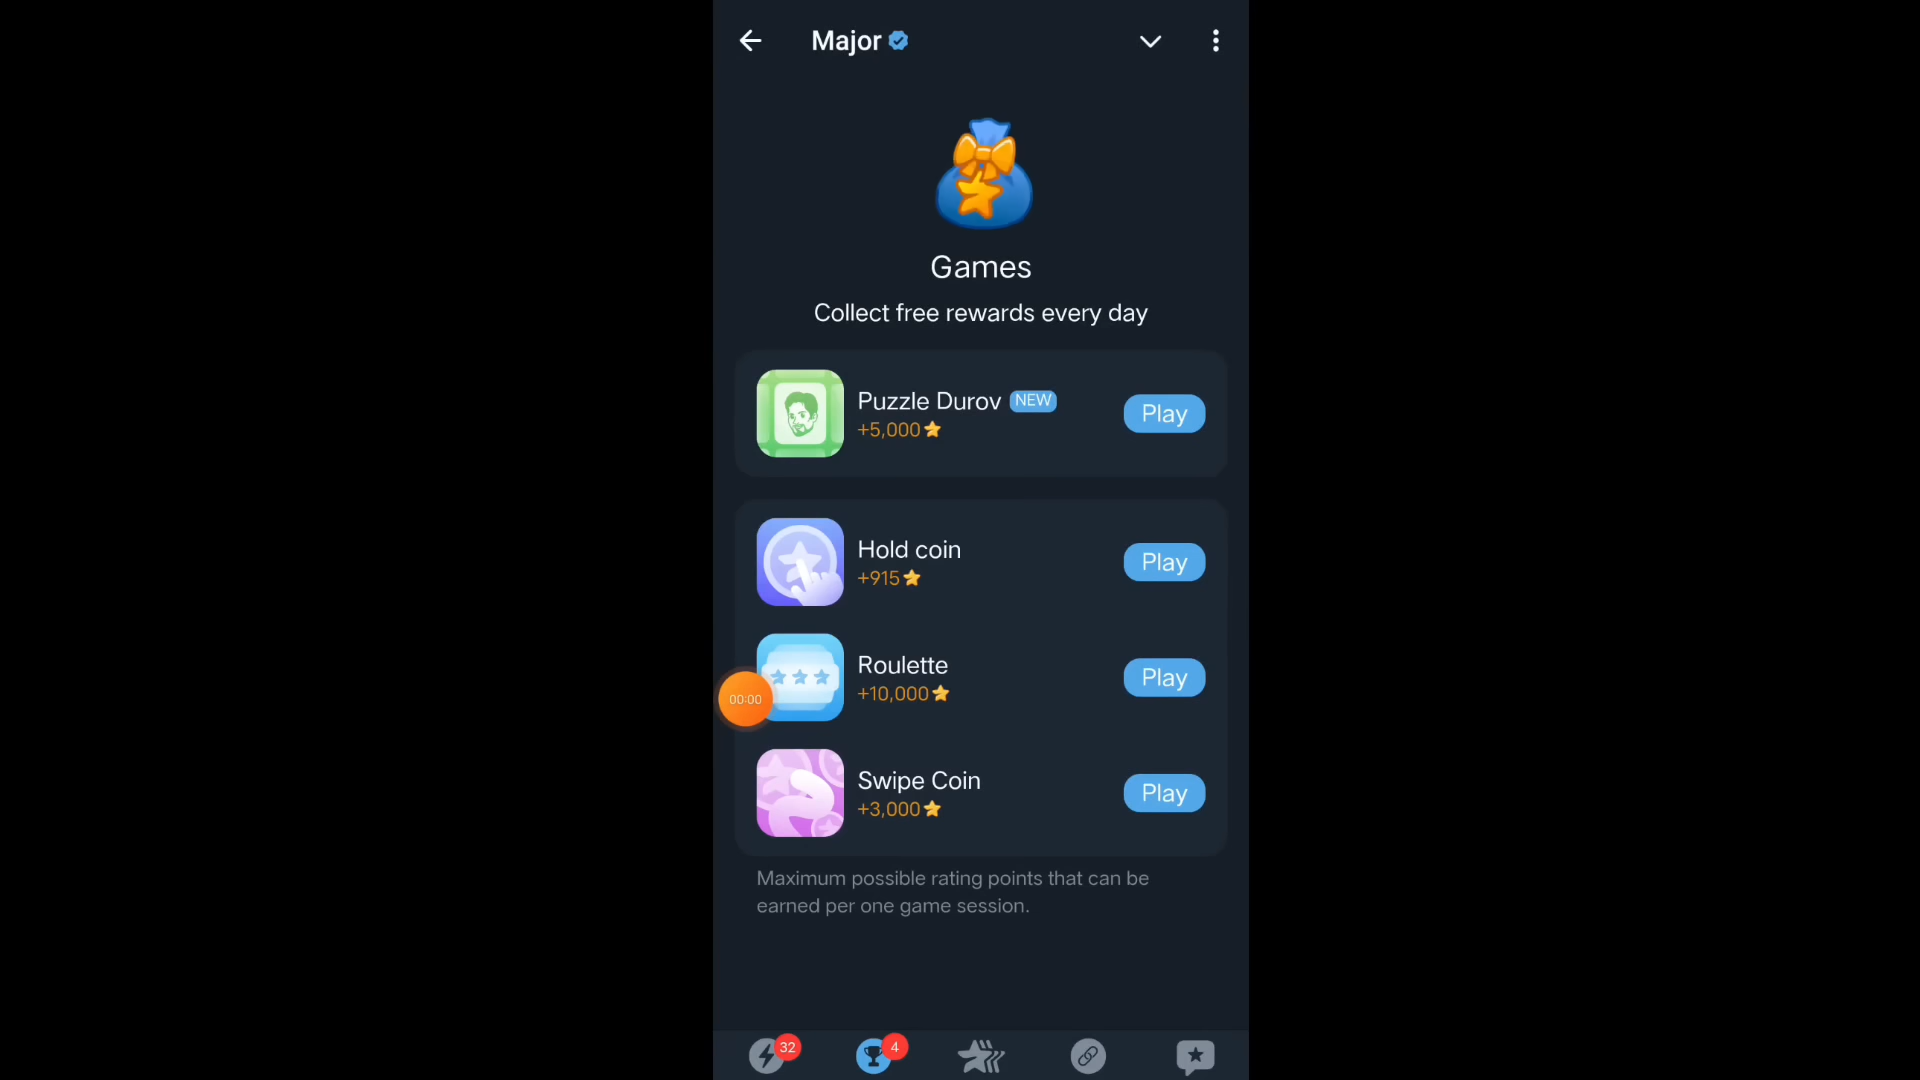 Major
Games
Collect free rewards every day
Puzzle Durov NEW
+5,000
Play
Hold coin
+915
Play
Roulette
+10,000
Play
00:00
Swipe Coin
+3,000
Play
Maximum possible rating points that can be
earned per one game session.
32
4